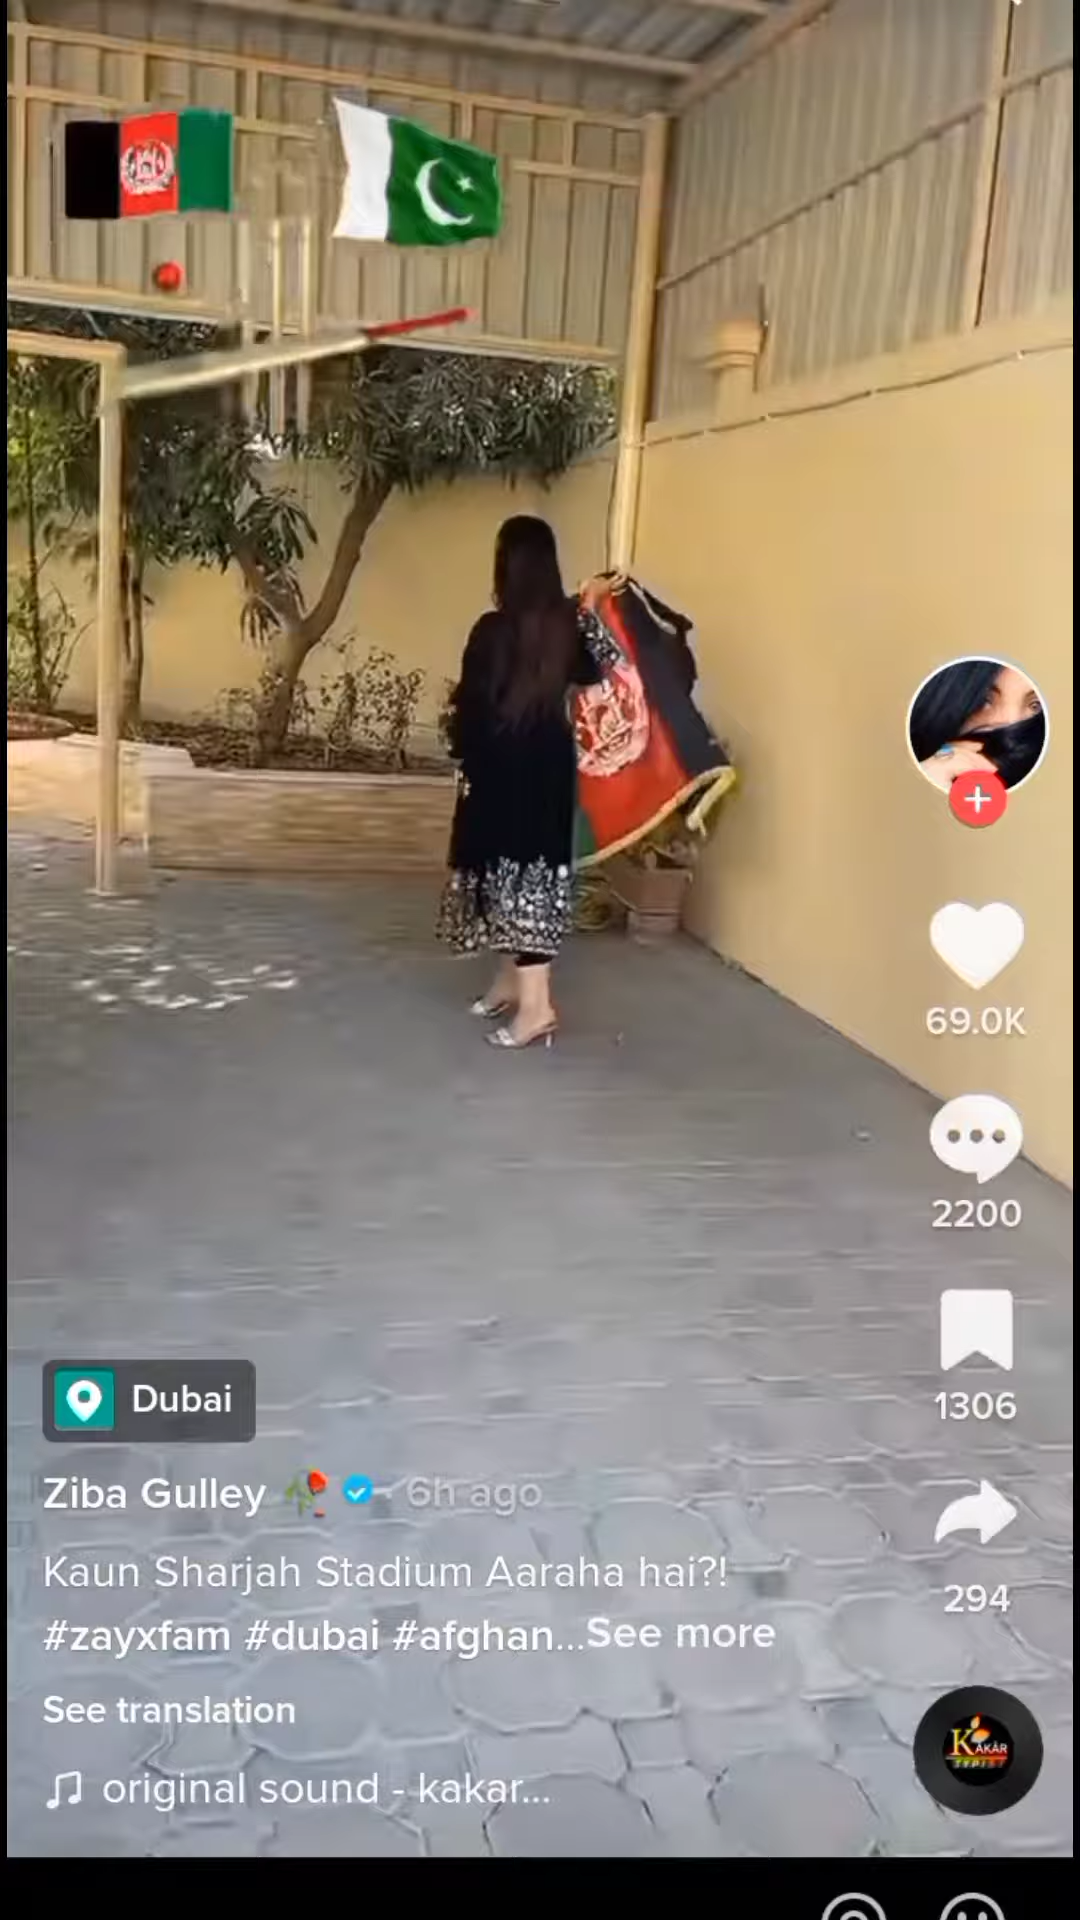 69.0K
2200
1306
294
Dubai
Ziba Gulley 🥀 6h ago
Kaun Sharjah Stadium Aaraha hai?!
#zayxfam #dubai #afghan...See more
See translation
original sound - kakar...
KAKAR